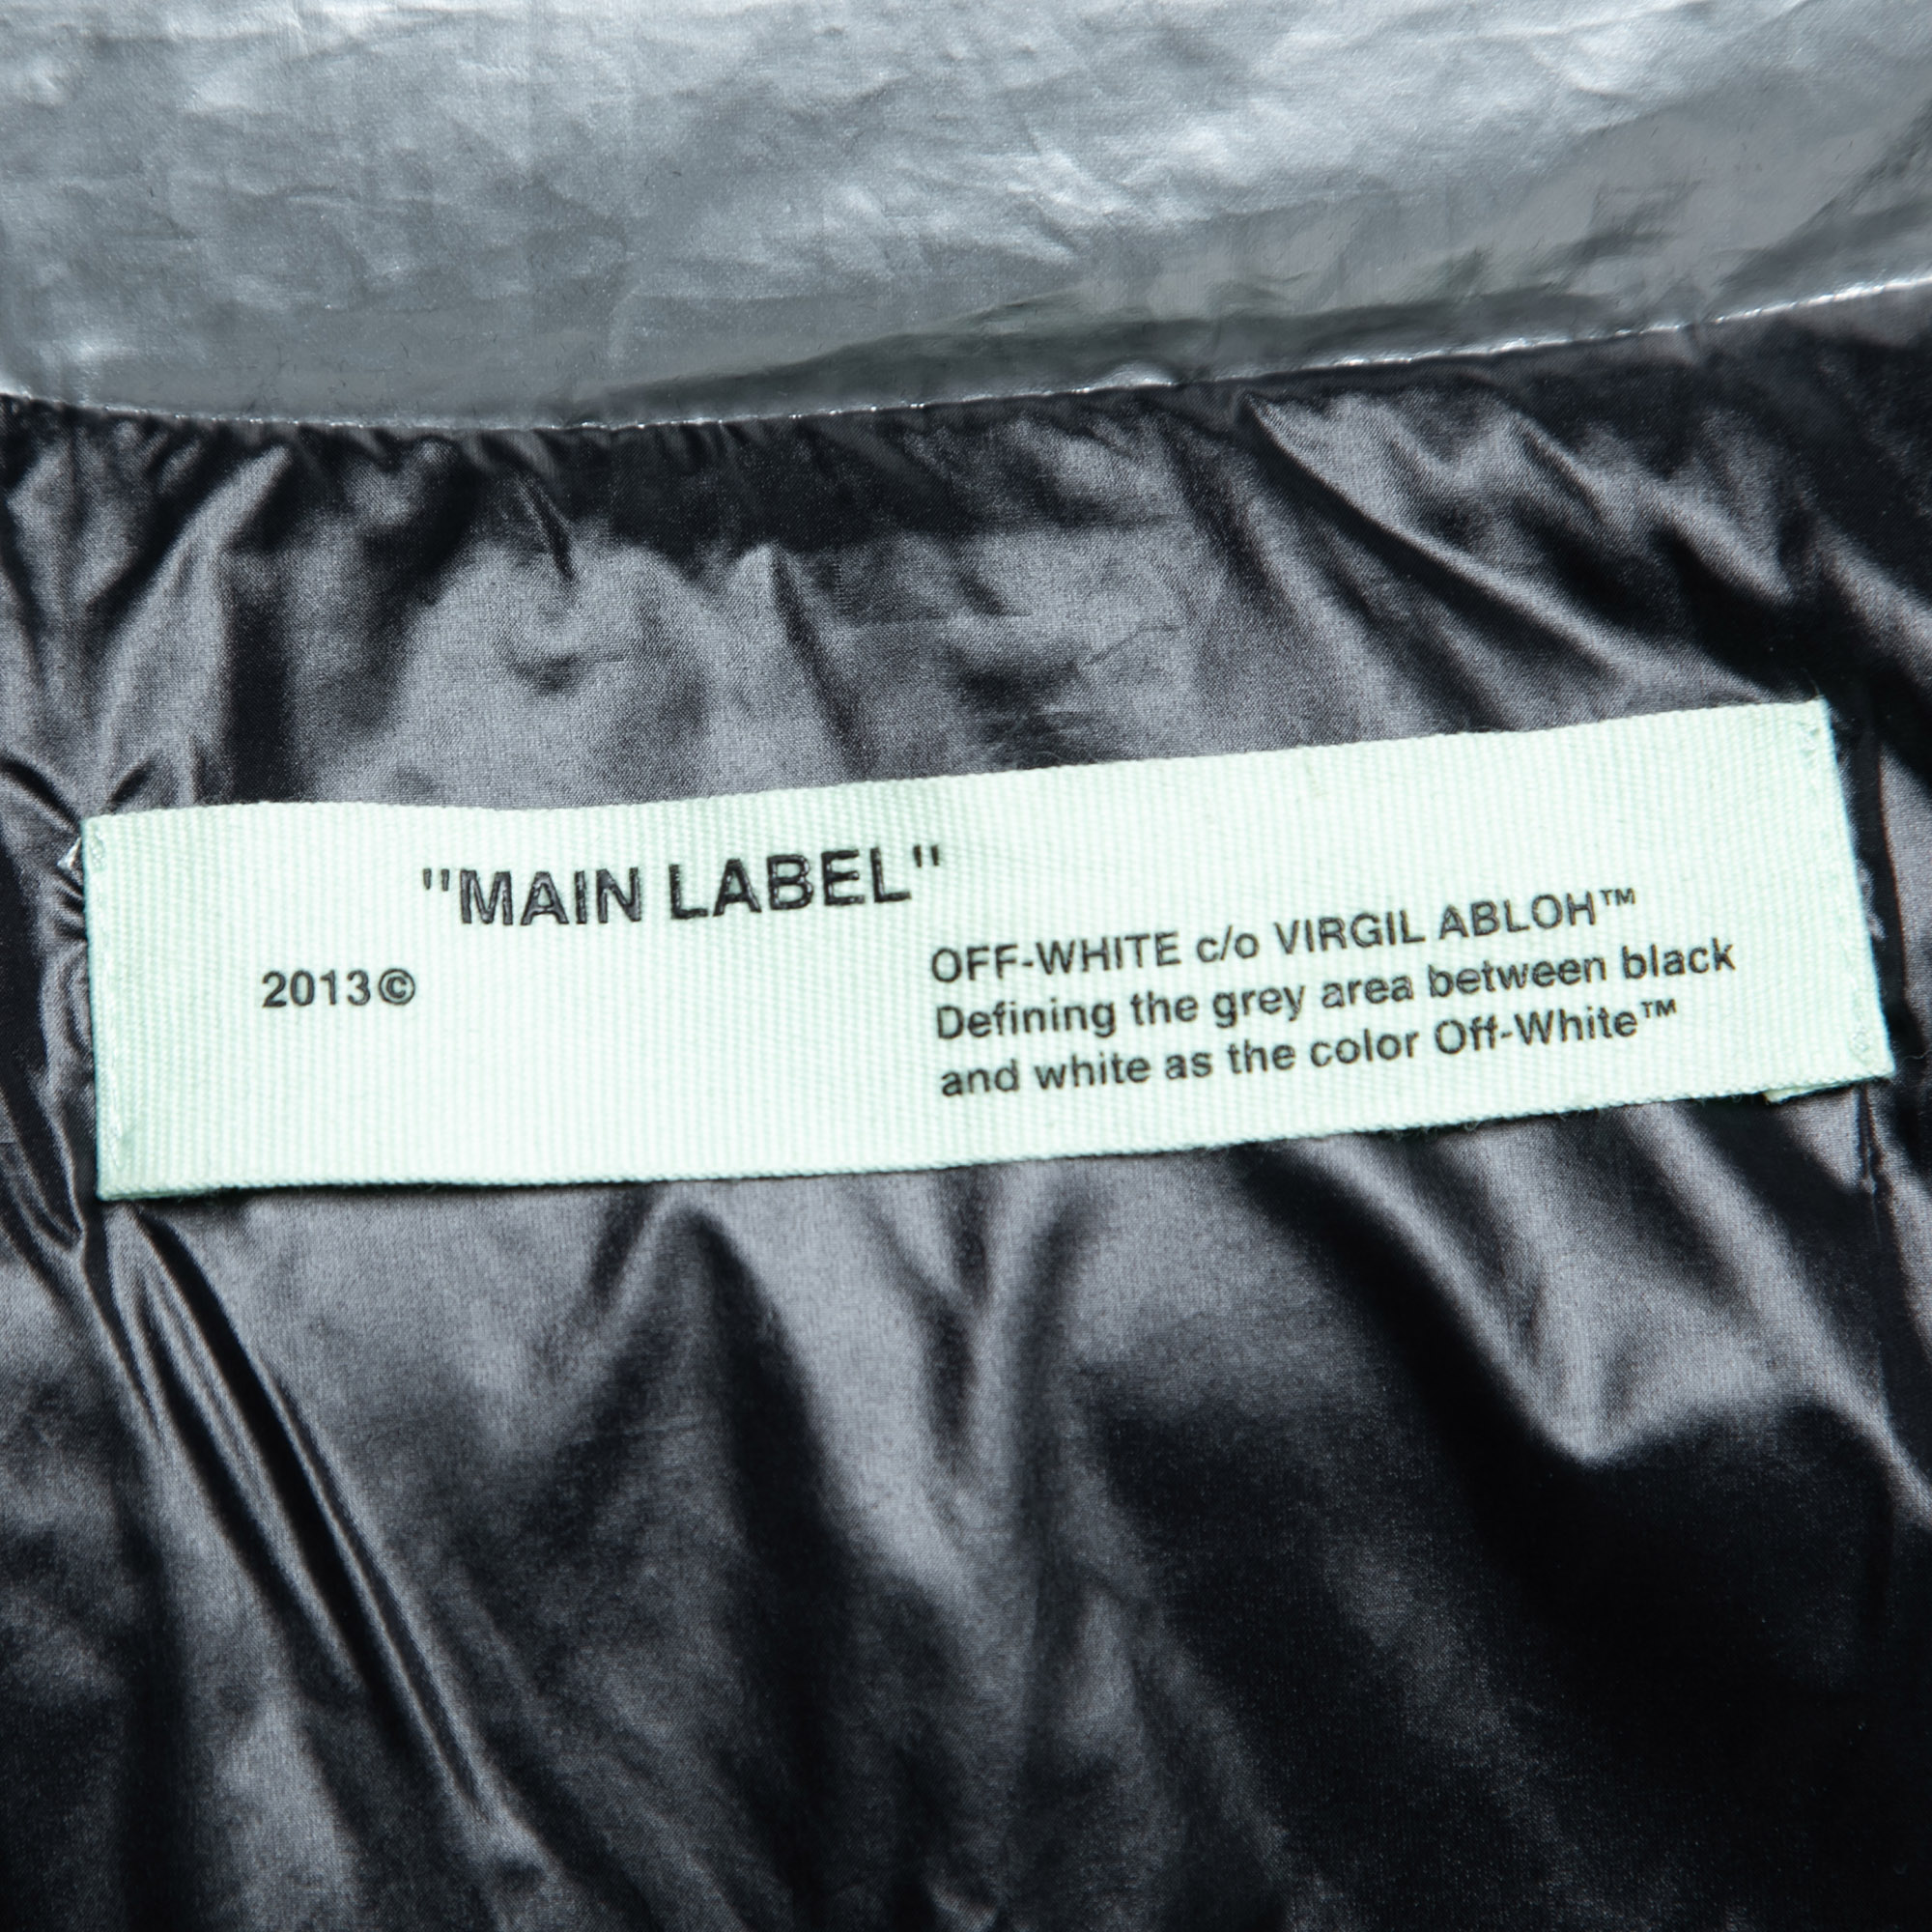 "MAIN LABEL"
2013©
OFF-WHITE c/o VIRGIL ABLOH™
Defining the grey area between black
and white as the color Off-White™